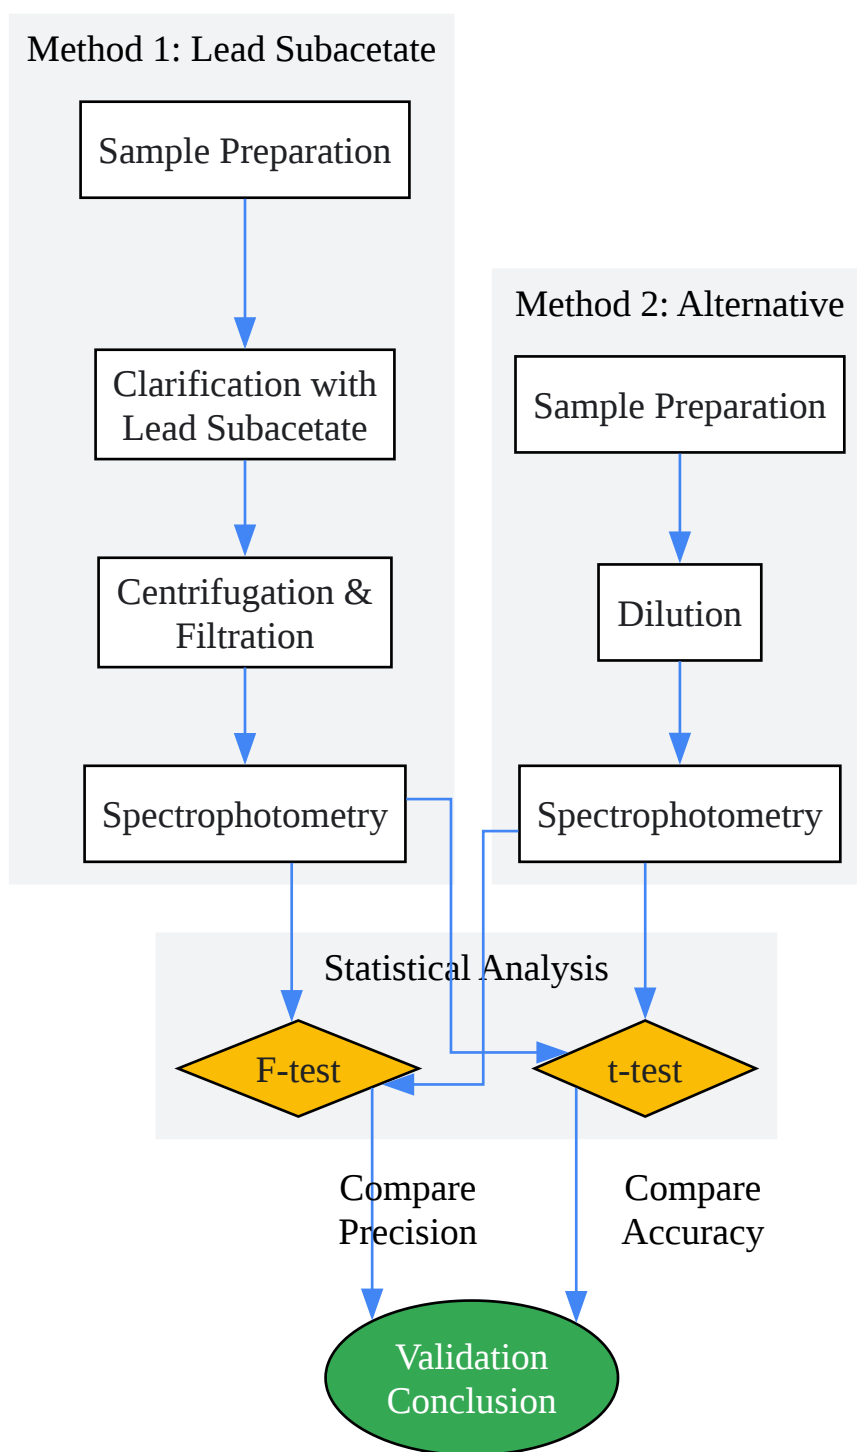 Method 1: Lead Subacetate
Sample Preparation
Clarification with
Lead Subacetate
Centrifugation &
Filtration
Spectrophotometry
Method 2: Alternative
Sample Preparation
Dilution
Spectrophotometry
Statistical Analysis
F-test
t-test
Compare
Precision
Compare
Accuracy
Validation
Conclusion